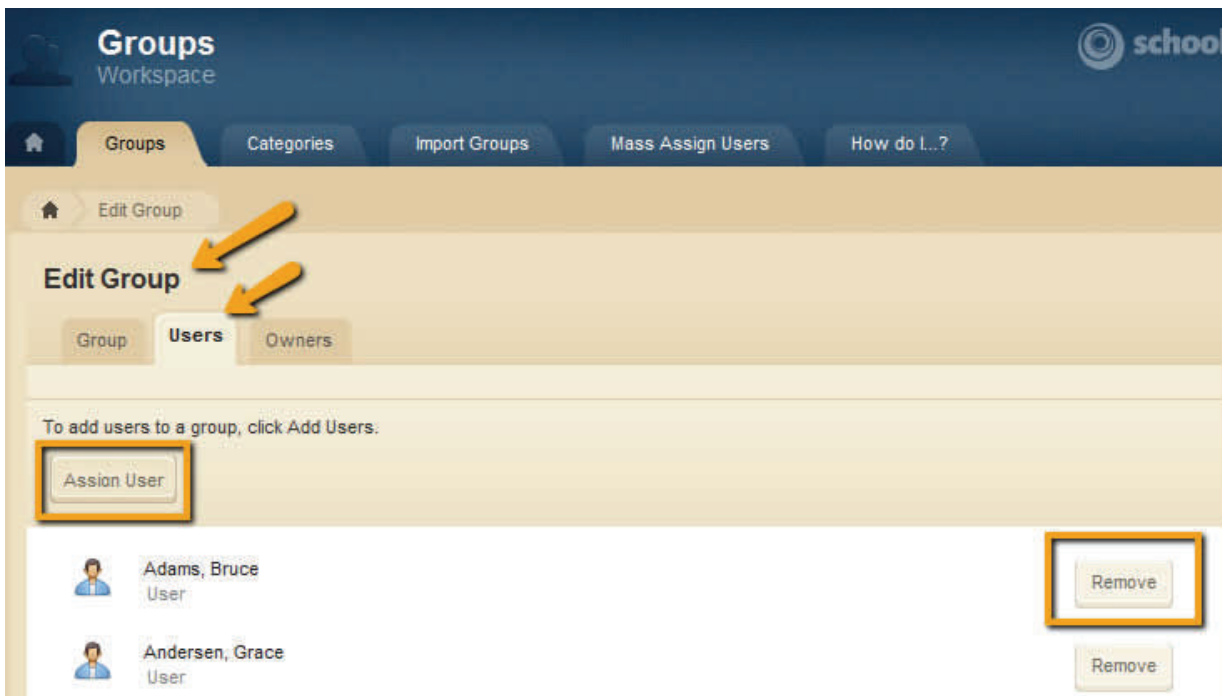 Groups
Workspace
school
Groups Categories Import Groups Mass Assign Users How do I...?
Edit Group
Edit Group
Group Users Owners
To add users to a group, click Add Users.
Assign User
Adams, Bruce
User
Remove
Andersen, Grace
User
Remove